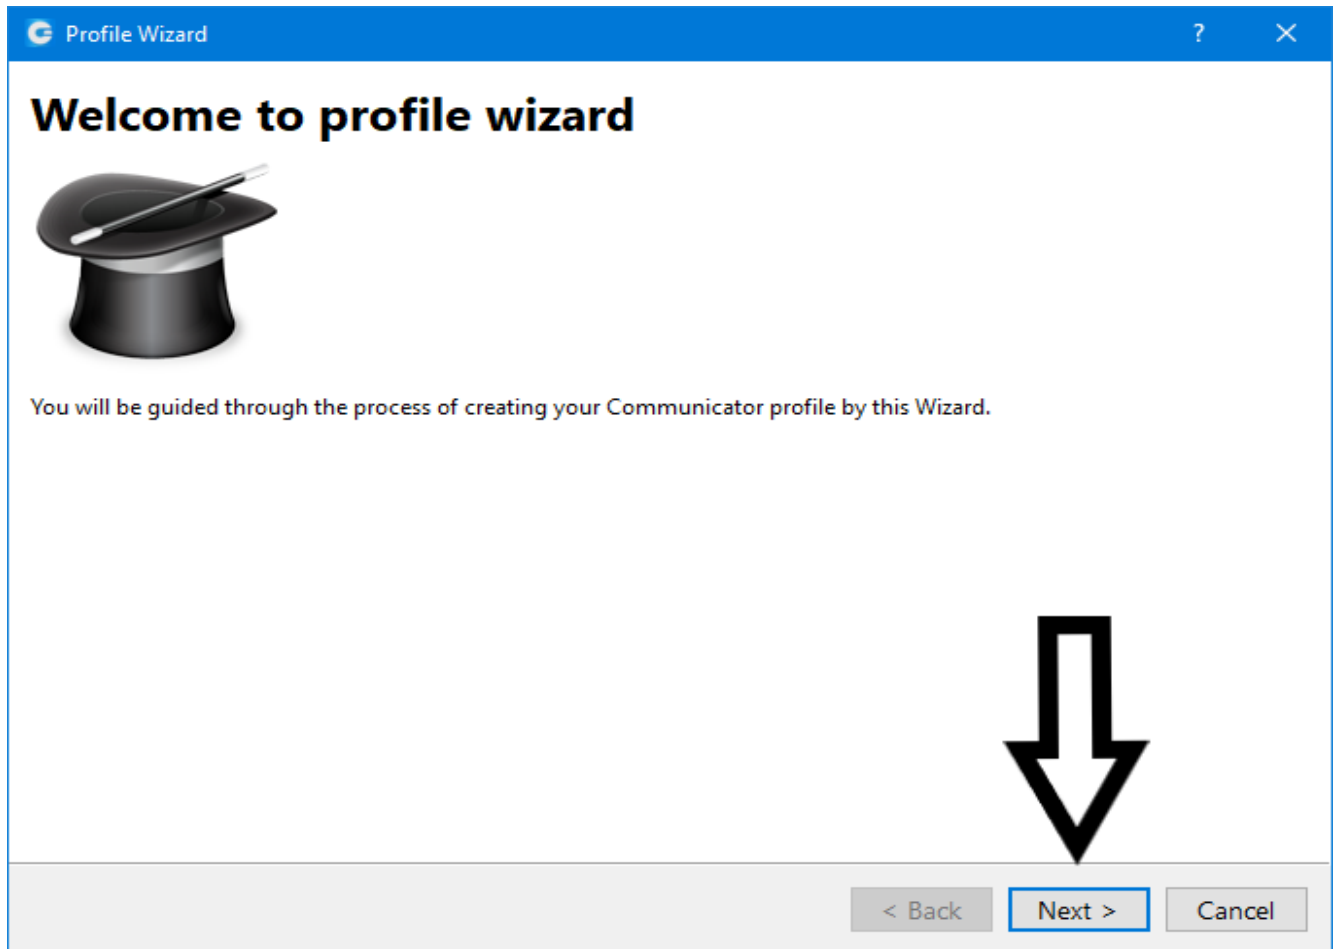 Profile Wizard
?
Welcome to profile wizard
You will be guided through the process of creating your Communicator profile by this Wizard.
< Back
Next >
Cancel